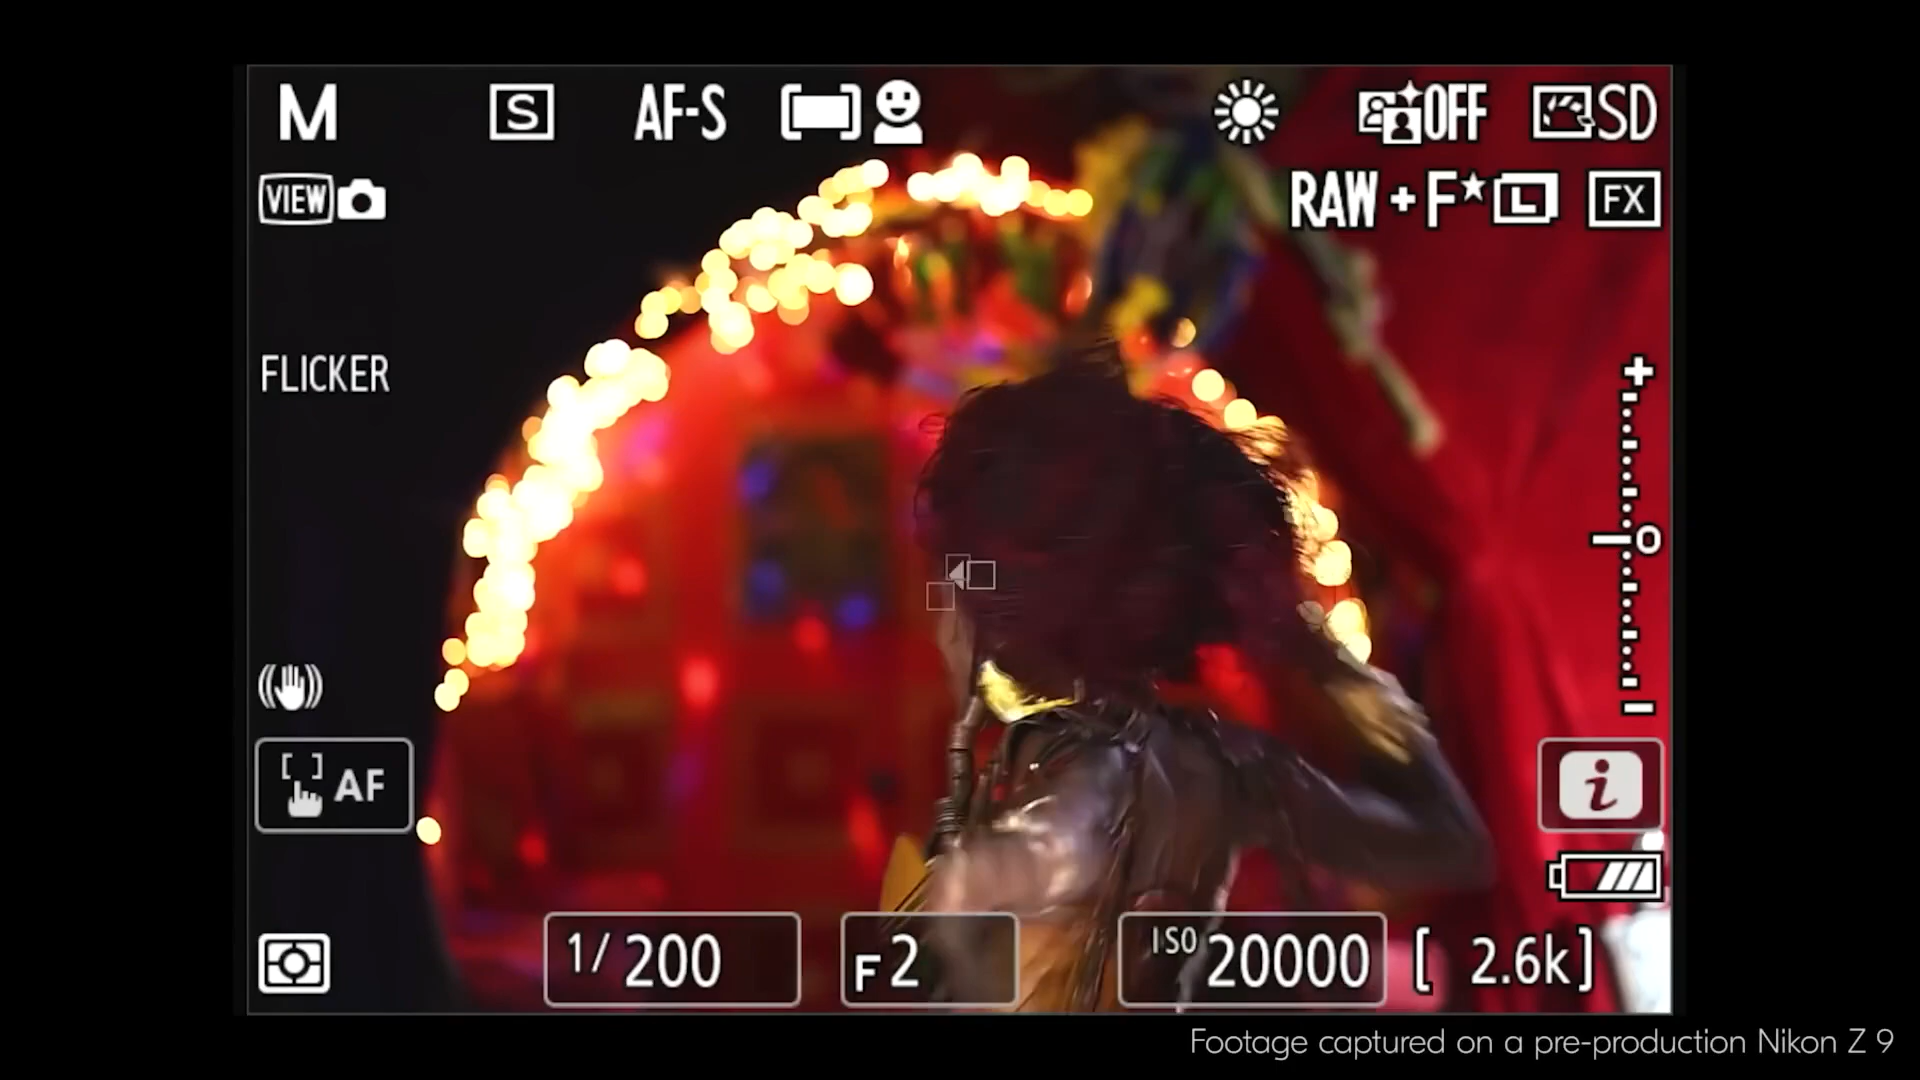 M S AF-S OFF SD
VIEW RAW + F★ L FX
FLICKER
AF
i
1/200 F2 ISO 20000 [ 2.6k]
Footage captured on a pre-production Nikon Z 9